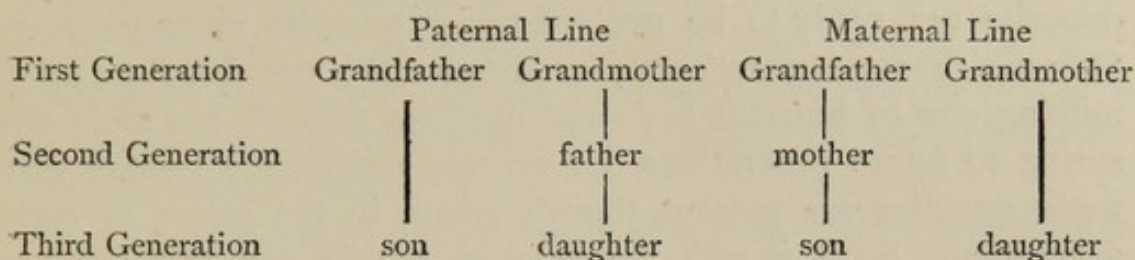 Paternal Line Maternal Line
First Generation Grandfather Grandmother Grandfather Grandmother
Second Generation father mother
Third Generation son daughter son daughter